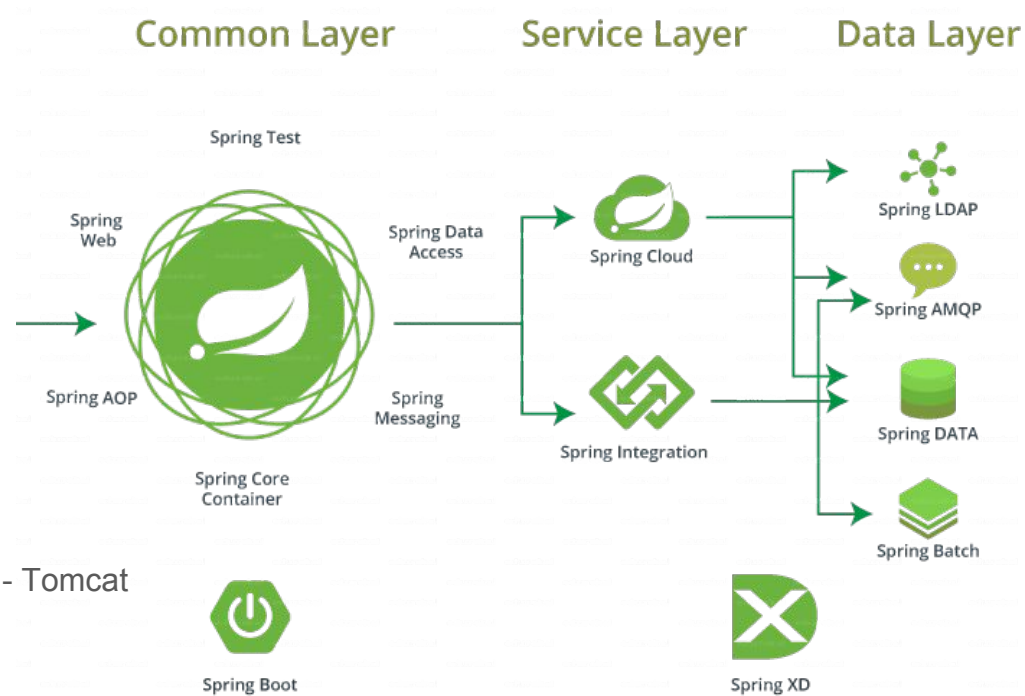 Common Layer
Service Layer
Data Layer
Spring Test
Spring
Web
Spring Data
Access
Spring AOP
Spring
Messaging
Spring Core
Container
Spring Cloud
Spring Integration
Spring LDAP
Spring AMQP
Spring DATA
Spring Batch
- Tomcat
Spring Boot
Spring XD